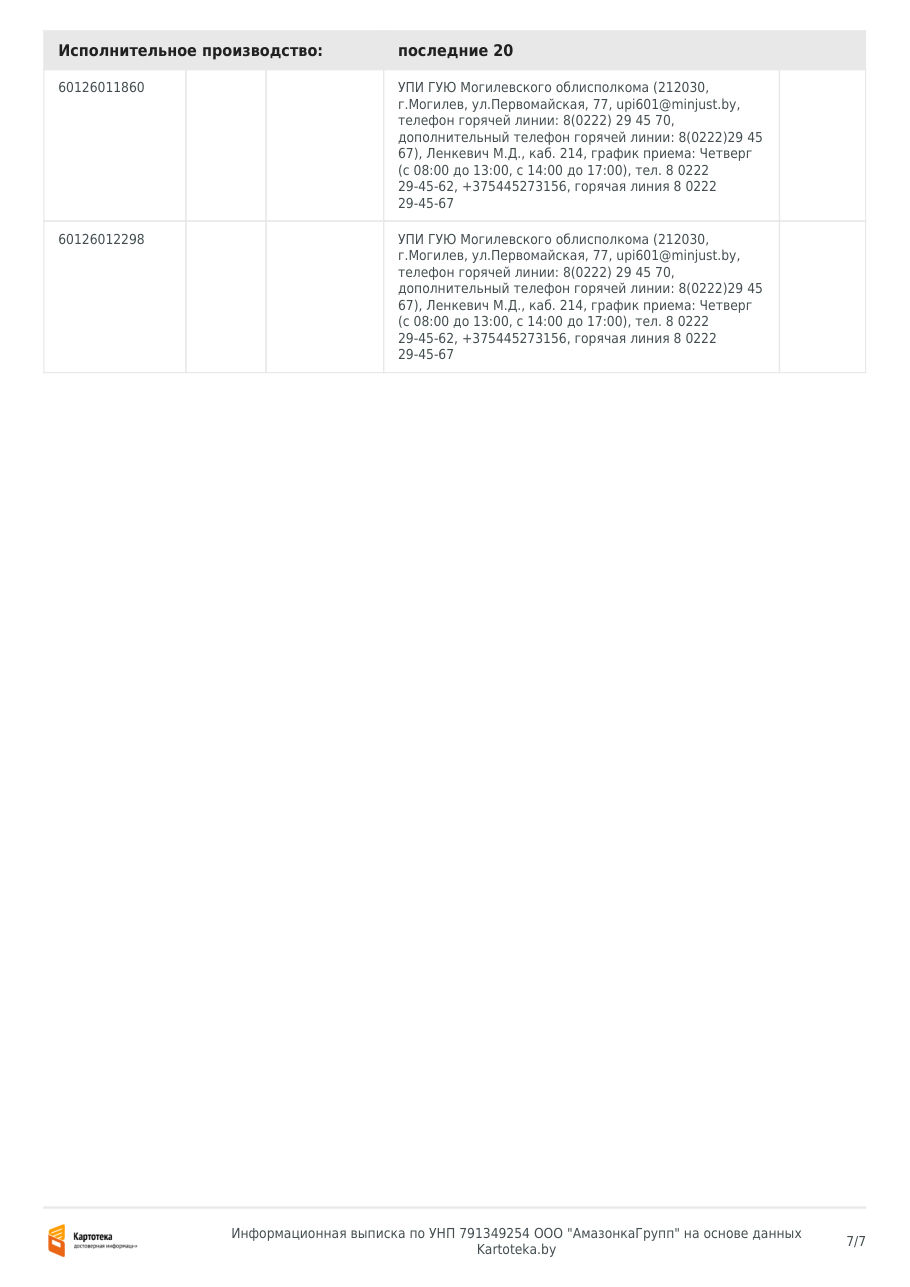 Исполнительное производство: последние 20
60126011860
УПИ ГУЮ Могилевского облисполкома (212030,
г.Могилев, ул.Первомайская, 77, upi601@minjust.by,
телефон горячей линии: 8(0222) 29 45 70,
дополнительный телефон горячей линии: 8(0222)29 45
67), Ленкевич М.Д., каб. 214, график приема: Четверг
(с 08:00 до 13:00, с 14:00 до 17:00), тел. 8 0222
29-45-62, +375445273156, горячая линия 8 0222
29-45-67
60126012298
УПИ ГУЮ Могилевского облисполкома (212030,
г.Могилев, ул.Первомайская, 77, upi601@minjust.by,
телефон горячей линии: 8(0222) 29 45 70,
дополнительный телефон горячей линии: 8(0222)29 45
67), Ленкевич М.Д., каб. 214, график приема: Четверг
(с 08:00 до 13:00, с 14:00 до 17:00), тел. 8 0222
29-45-62, +375445273156, горячая линия 8 0222
29-45-67
Картотека
достоверная
Информационная выписка по УНП 791349254 ООО "АмазонкаГрупп" на основе данных
Kartoteka.by
7/7